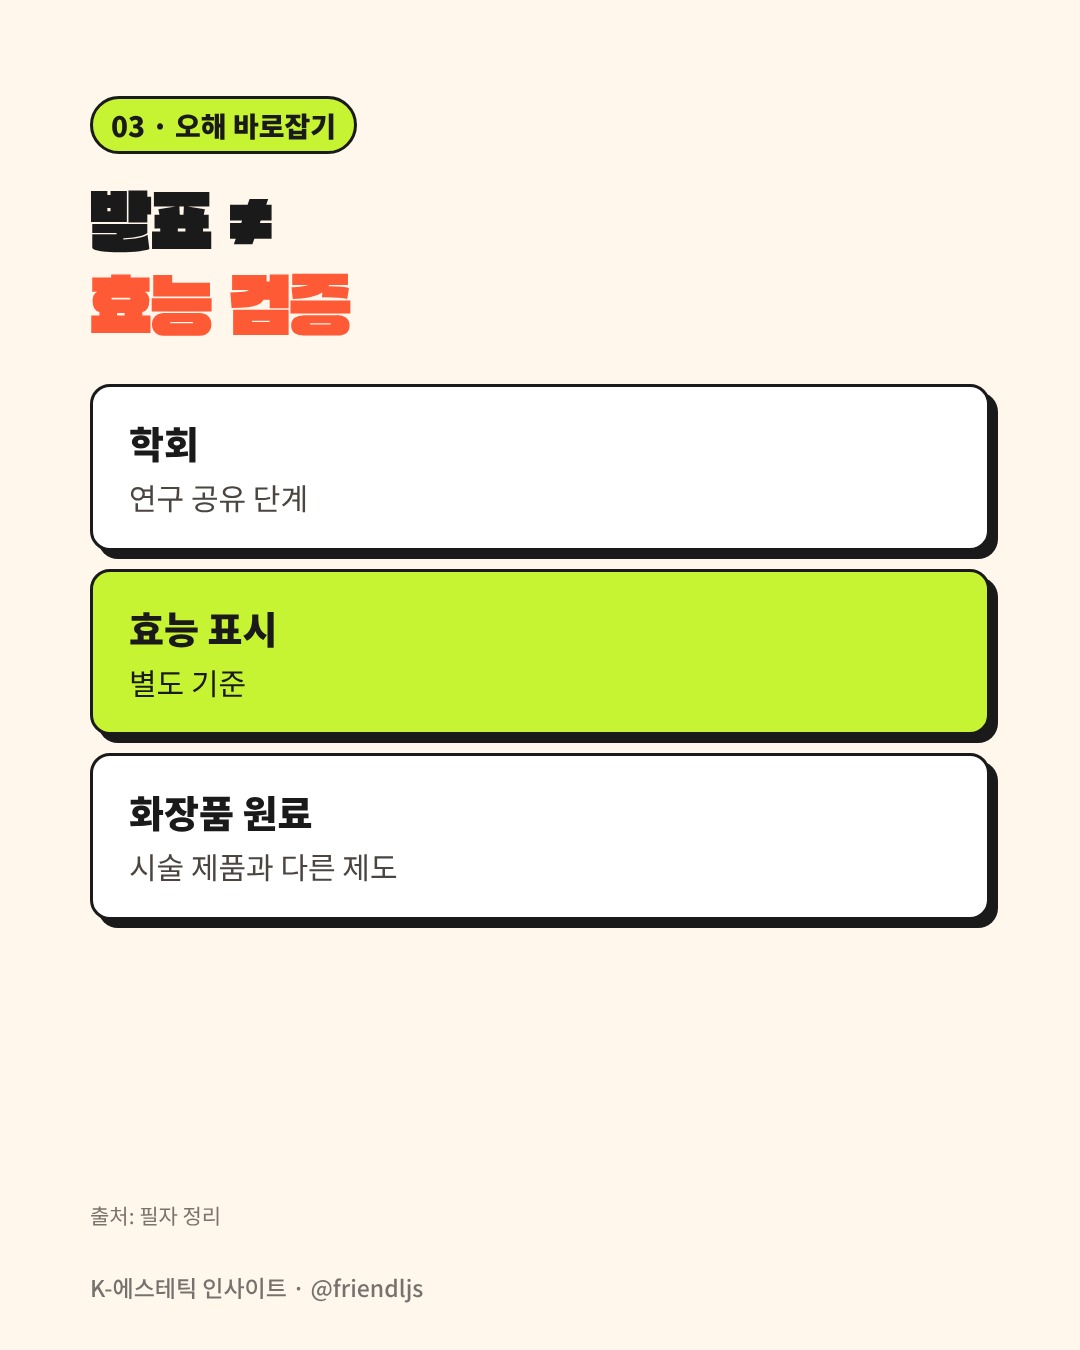 03 · 오해 바로잡기
발표 ≠
효능 검증
학회
연구 공유 단계
효능 표시
별도 기준
화장품 원료
시술 제품과 다른 제도
출처: 필자 정리
K-에스테틱 인사이트 · @friendljs